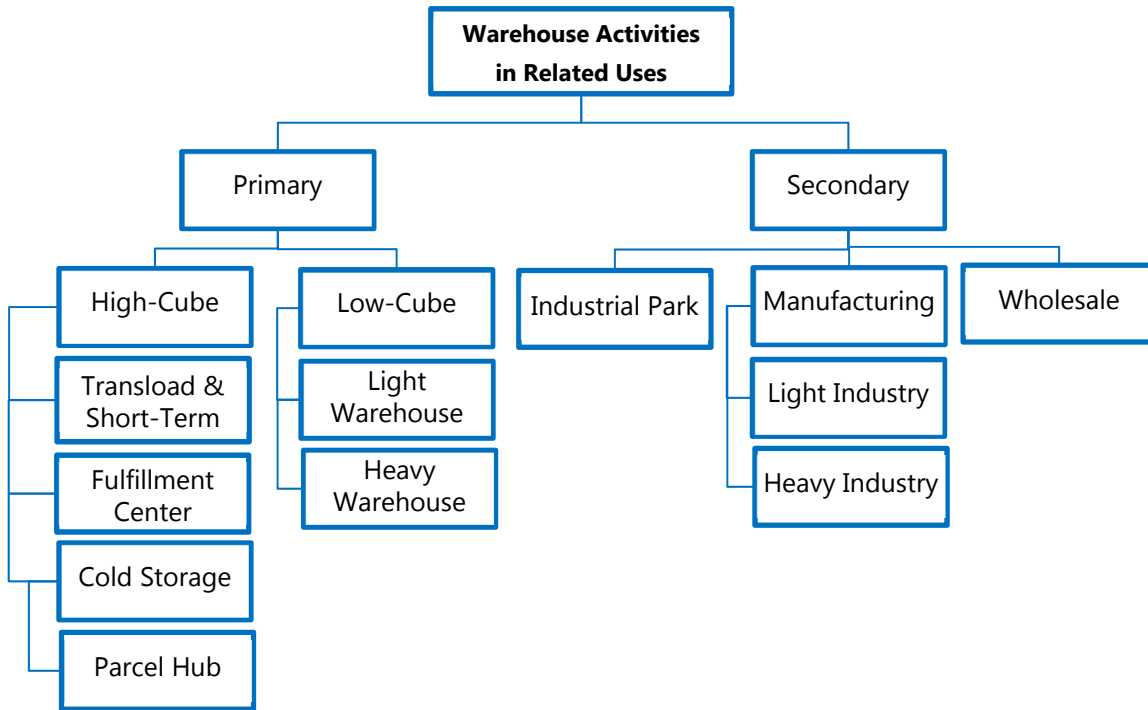 Warehouse Activities
in Related Uses
Primary
Secondary
High-Cube
Low-Cube
Industrial Park
Manufacturing
Wholesale
Transload &
Short-Term
Light
Warehouse
Light Industry
Fulfillment
Center
Heavy
Warehouse
Heavy Industry
Cold Storage
Parcel Hub